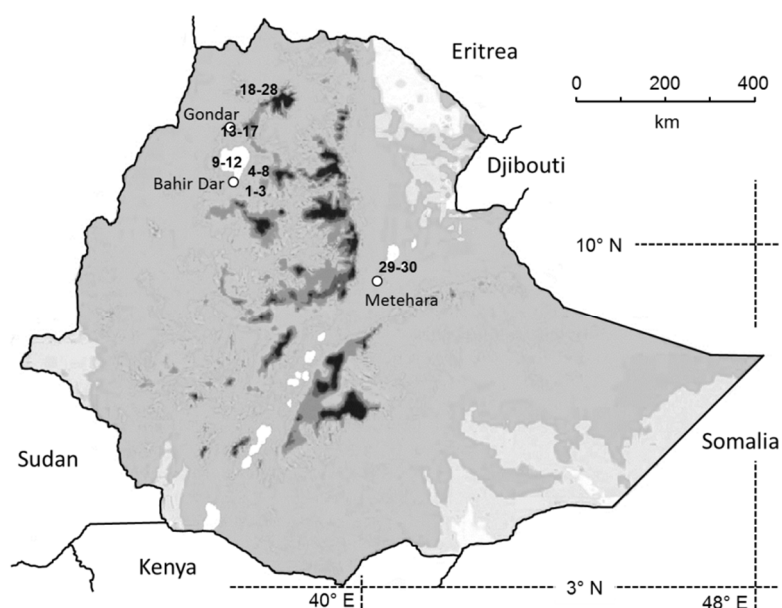 Eritrea
0 200 400
km
18-28
Gondar
13-17
9-12
4-8
Bahir Dar
1-3
Djibouti
10° N
29-30
Metehara
Somalia
Sudan
Kenya
3° N
40° E
48° E